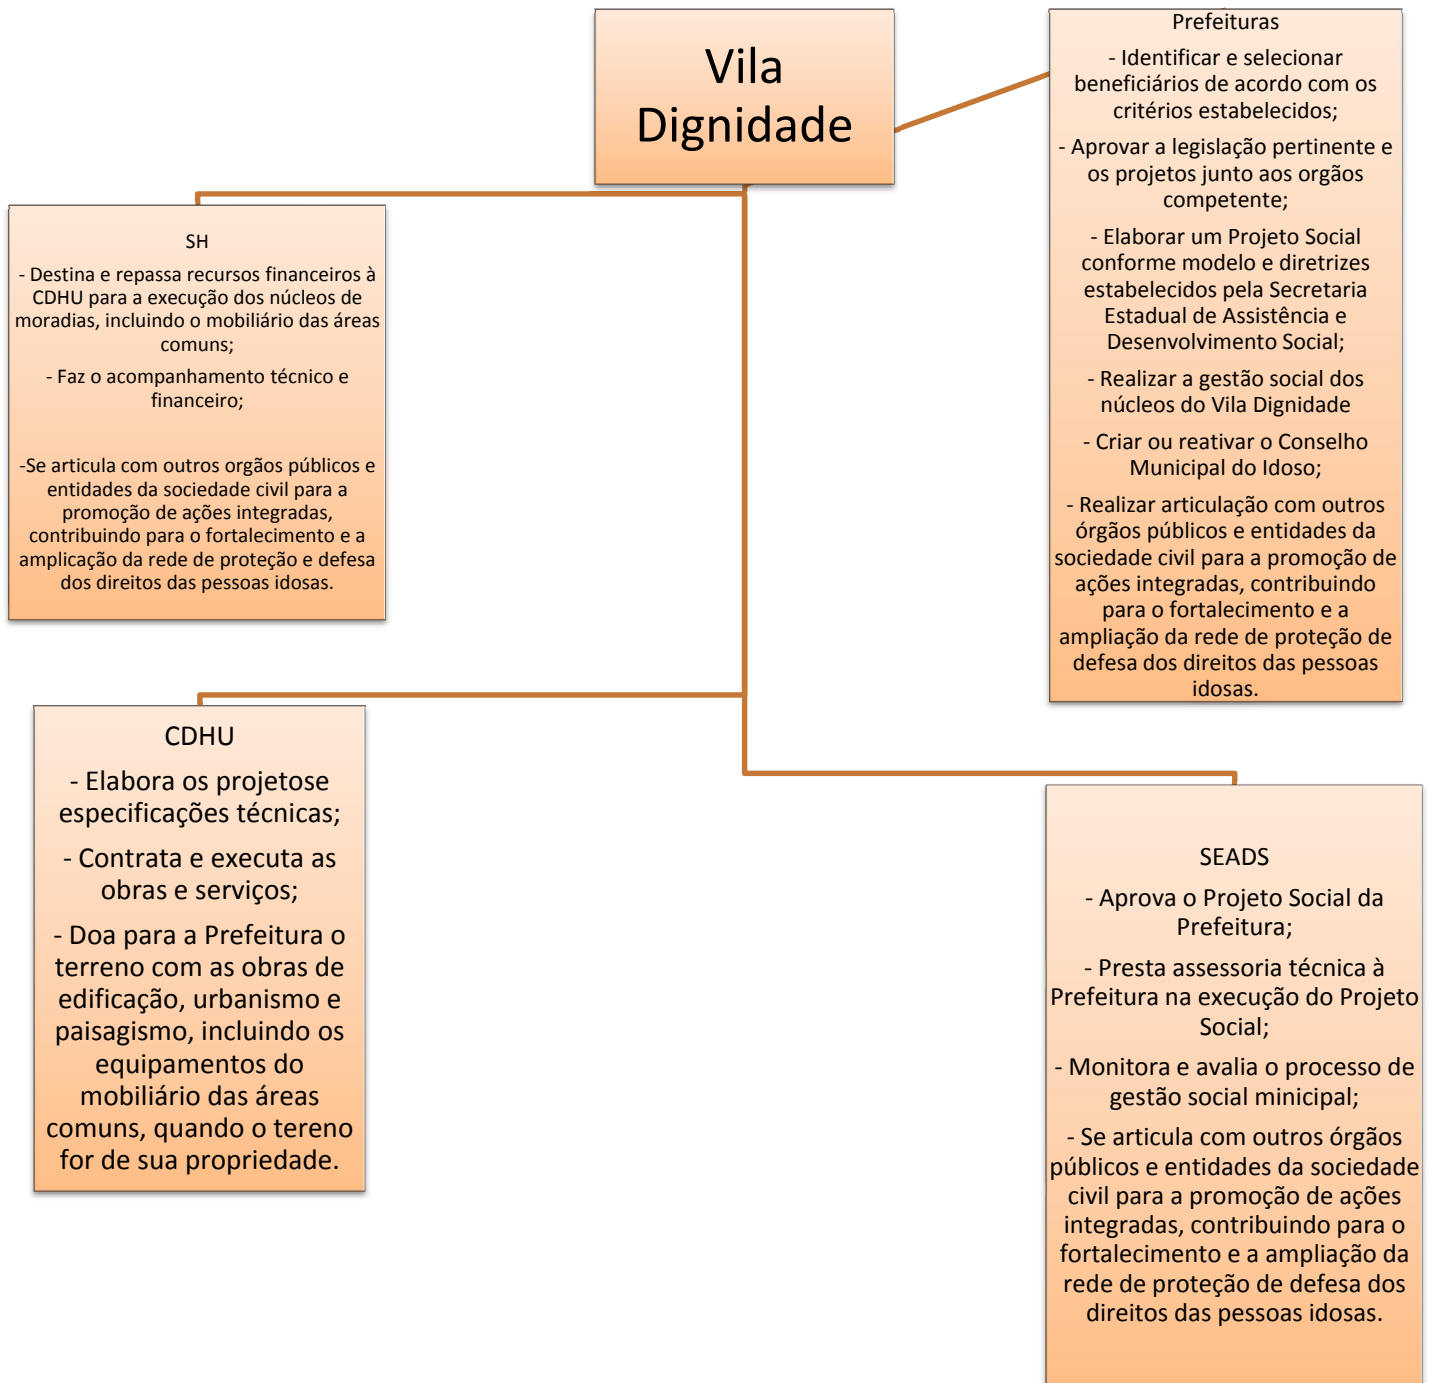 Vila
Dignidade
Prefeituras
- Identificar e selecionar
beneficiários de acordo com os
critérios estabelecidos;
- Aprovar a legislação pertinente e
os projetos junto aos orgãos
competente;
- Elaborar um Projeto Social
conforme modelo e diretrizes
estabelecidos pela Secretaria
Estadual de Assistência e
Desenvolvimento Social;
- Realizar a gestão social dos
núcleos do Vila Dignidade
- Criar ou reativar o Conselho
Municipal do Idoso;
- Realizar articulação com outros
órgãos públicos e entidades da
sociedade civil para a promoção de
ações integradas, contribuindo
para o fortalecimento e a
ampliação da rede de proteção de
defesa dos direitos das pessoas
idosas.
SH
- Destina e repassa recursos financeiros à
CDHU para a execução dos núcleos de
moradias, incluindo o mobiliário das áreas
comuns;
- Faz o acompanhamento técnico e
financeiro;
-Se articula com outros orgãos públicos e
entidades da sociedade civil para a
promoção de ações integradas,
contribuindo para o fortalecimento e a
amplicação da rede de proteção e defesa
dos direitos das pessoas idosas.
CDHU
- Elabora os projetose
especificações técnicas;
- Contrata e executa as
obras e serviços;
- Doa para a Prefeitura o
terreno com as obras de
edificação, urbanismo e
paisagismo, incluindo os
equipamentos do
mobiliário das áreas
comuns, quando o tereno
for de sua propriedade.
SEADS
- Aprova o Projeto Social da
Prefeitura;
- Presta assessoria técnica à
Prefeitura na execução do Projeto
Social;
- Monitora e avalia o processo de
gestão social minicipal;
- Se articula com outros órgãos
públicos e entidades da sociedade
civil para a promoção de ações
integradas, contribuindo para o
fortalecimento e a ampliação da
rede de proteção de defesa dos
direitos das pessoas idosas.